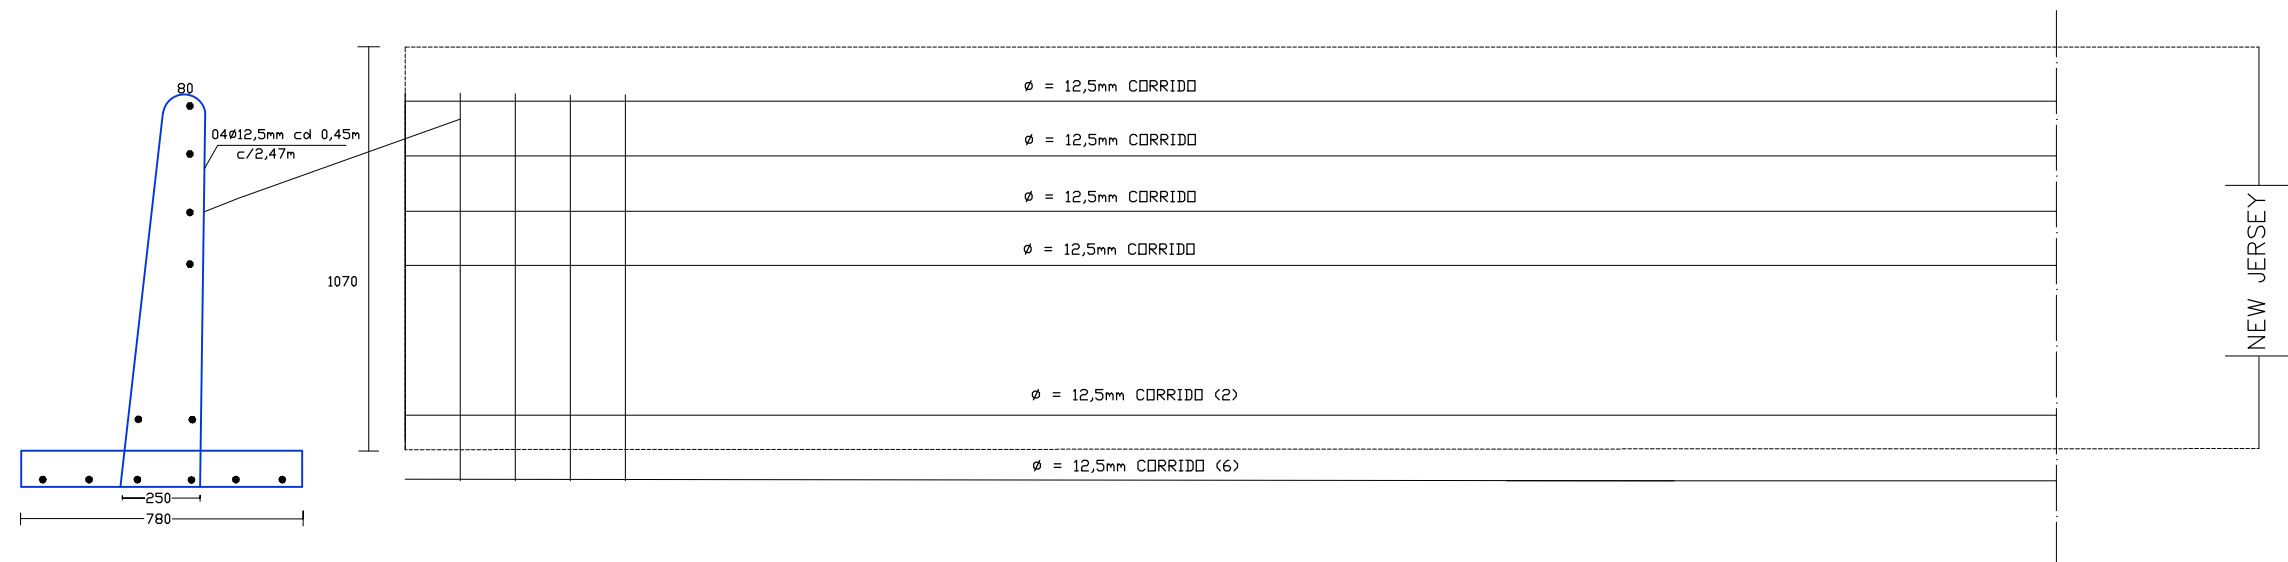 80
04Ø12,5mm cd 0,45m
c/2,47m
1070
250
780
Ø = 12,5mm CORRIDO
Ø = 12,5mm CORRIDO
Ø = 12,5mm CORRIDO
Ø = 12,5mm CORRIDO
Ø = 12,5mm CORRIDO (2)
Ø = 12,5mm CORRIDO (6)
NEW JERSEY